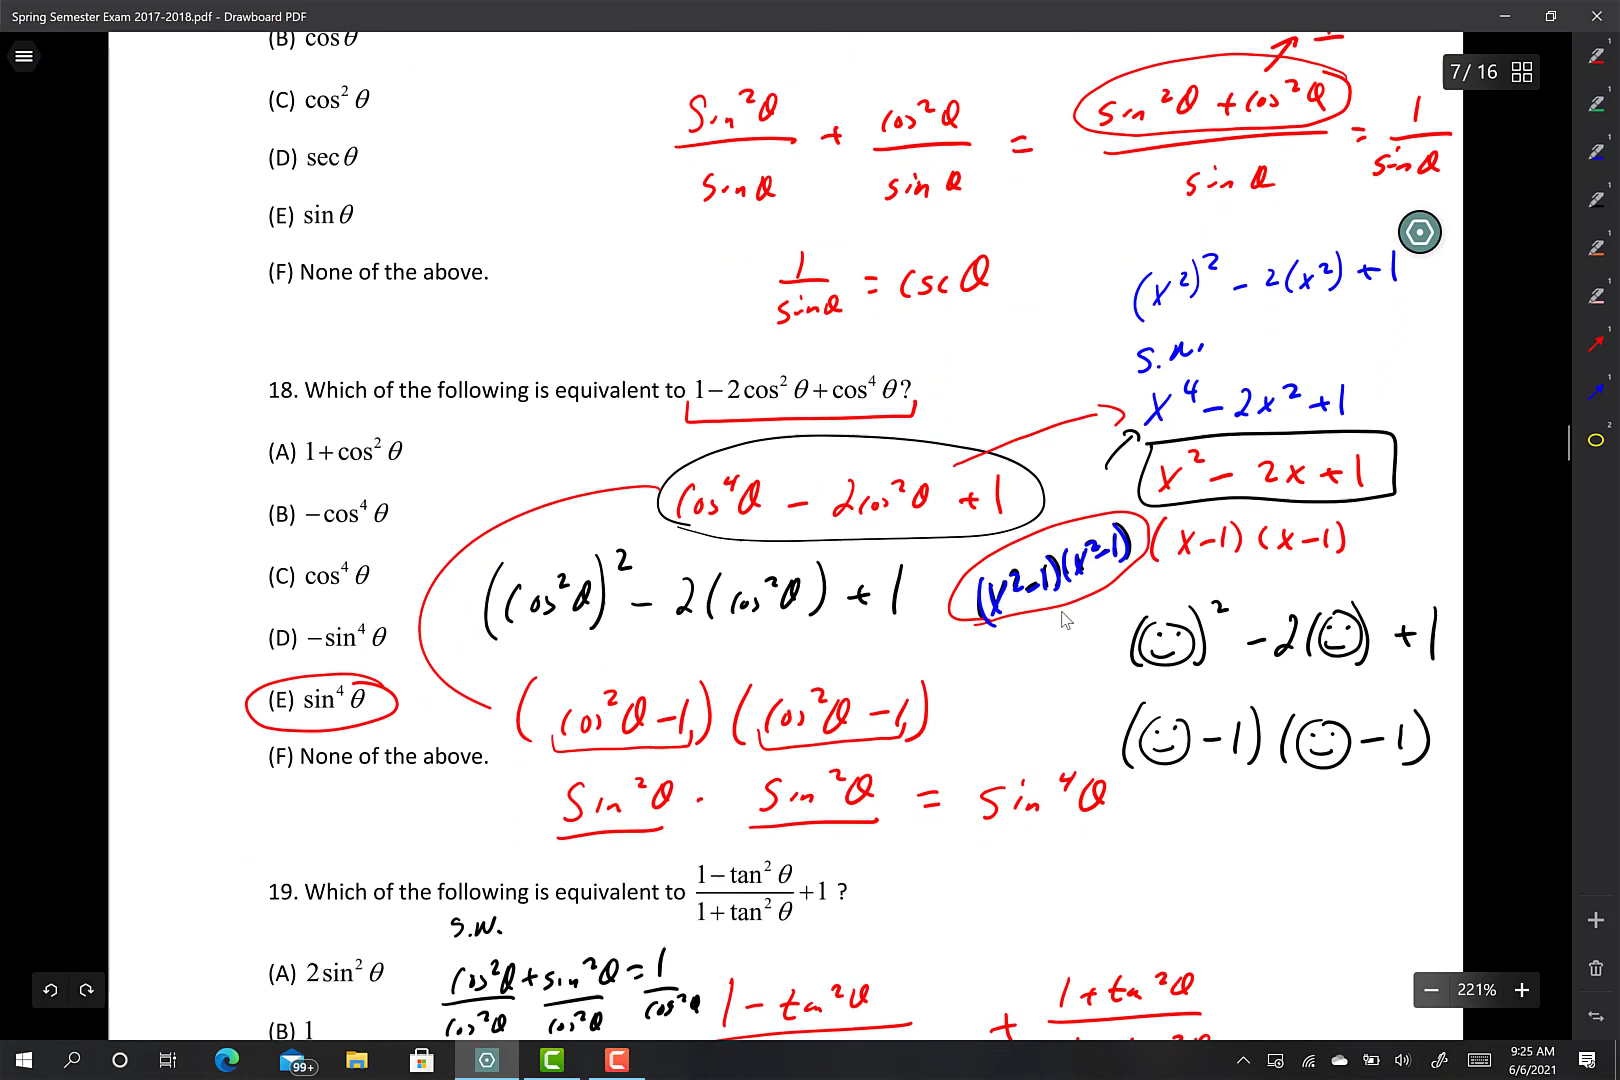 Spring Semester Exam 2017-2018.pdf - Drawboard PDF
7 / 16
(B) cos θ
(C) cos² θ
(D) sec θ
(E) sin θ
(F) None of the above.
sin²θ/sinθ + cos²θ/sinθ = (sin²θ + cos²θ)/sinθ = 1/sinθ
1/sinθ = cscθ
(x²)² - 2(x²) + 1
s.n.
x⁴ - 2x² + 1
x² - 2x + 1
(x-1)(x-1)
18. Which of the following is equivalent to 1 − 2cos² θ + cos⁴ θ?
(A) 1 + cos² θ
(B) −cos⁴ θ
(C) cos⁴ θ
(D) −sin⁴ θ
(E) sin⁴ θ
(F) None of the above.
cos⁴θ - 2cos²θ + 1
(x²-1)(x²-1)
(cos²θ)² - 2(cos²θ) + 1
(☺)² - 2(☺) + 1
(cos²θ-1)(cos²θ-1)
(☺-1)(☺-1)
sin²θ · sin²θ = sin⁴θ
19. Which of the following is equivalent to (1 − tan² θ)/(1 + tan² θ) + 1 ?
s.w.
(A) 2sin² θ
(B) 1
cos²θ/cos²θ + sin²θ/cos²θ = 1/cos²θ
1 - tan²θ + 1 + tan²θ
221%
99+
9:25 AM
6/6/2021